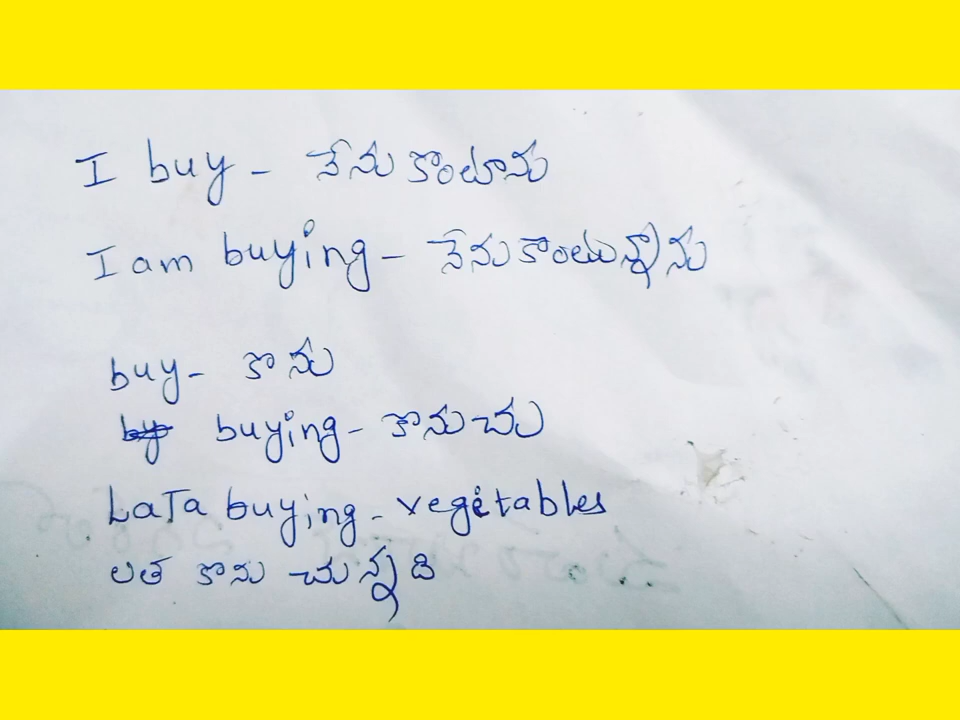 I buy - నేను కొంటాను
I am buying - నేను కొంటున్నాను
buy - కొను
buying - కొనుచు
LaTa buying - vegetables
లత కొను చున్నది